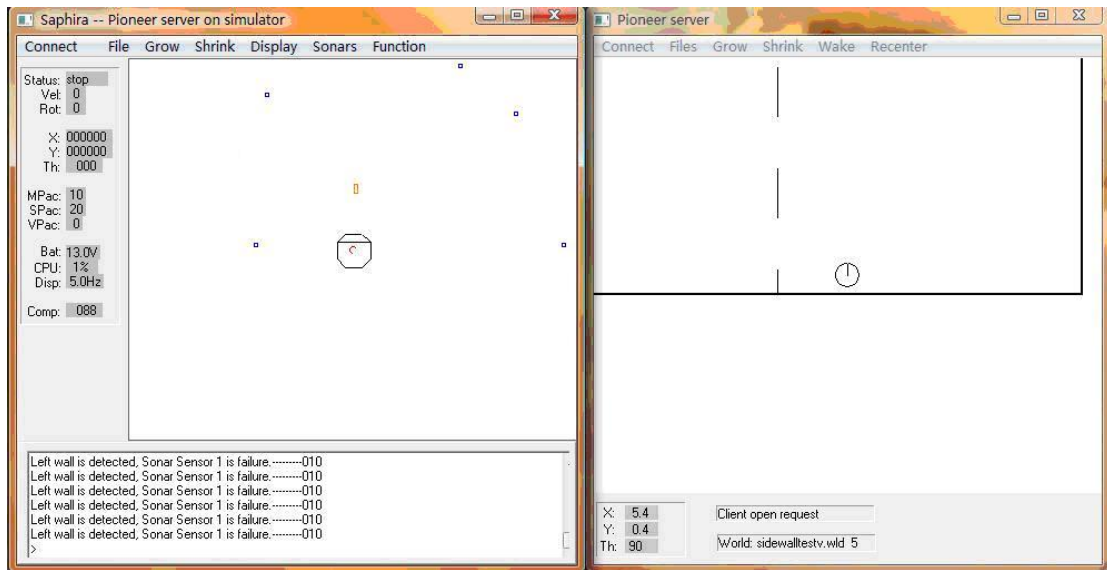 Saphira -- Pioneer server on simulator
Connect File Grow Shrink Display Sonars Function
Status: stop
Vel: 0
Rot: 0
X: 000000
Y: 000000
Th: 000
MPac: 10
SPac: 20
VPac: 0
Bat: 13.0V
CPU: 1%
Disp: 5.0Hz
Comp: 088
Left wall is detected, Sonar Sensor 1 is failure.---------010
Left wall is detected, Sonar Sensor 1 is failure.---------010
Left wall is detected, Sonar Sensor 1 is failure.---------010
Left wall is detected, Sonar Sensor 1 is failure.---------010
Left wall is detected, Sonar Sensor 1 is failure.---------010
Left wall is detected, Sonar Sensor 1 is failure.---------010
>
Pioneer server
Connect Files Grow Shrink Wake Recenter
X: 5.4
Y: 0.4
Th: 90
Client open request
World: sidewalltestv.wld 5